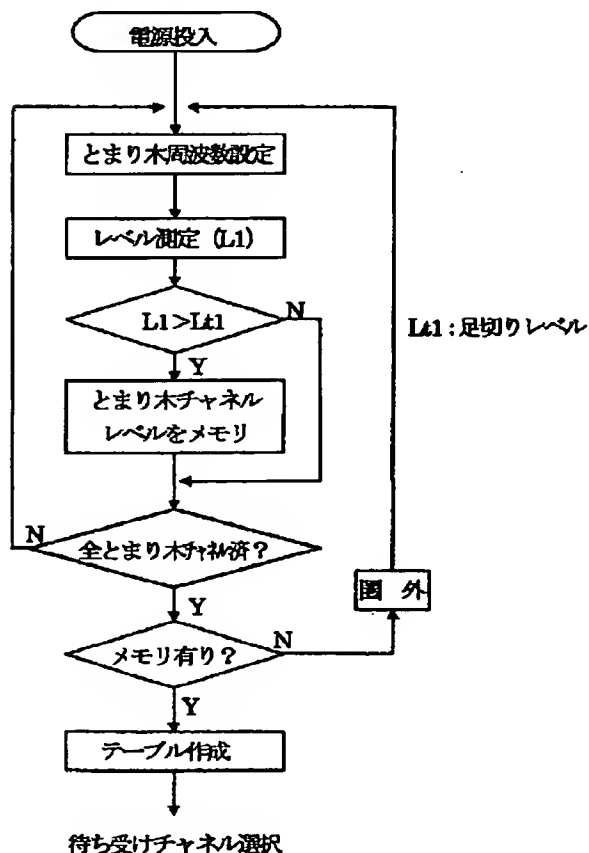 電源投入
とまり木周波数設定
レベル測定 (L1)
L1>Lt1
N
Lt1 : 足切りレベル
Y
とまり木チャネル
レベルをメモリ
N
全とまり木チャネル済?
圏 外
Y
メモリ有り?
N
Y
テーブル作成
待ち受けチャネル選択